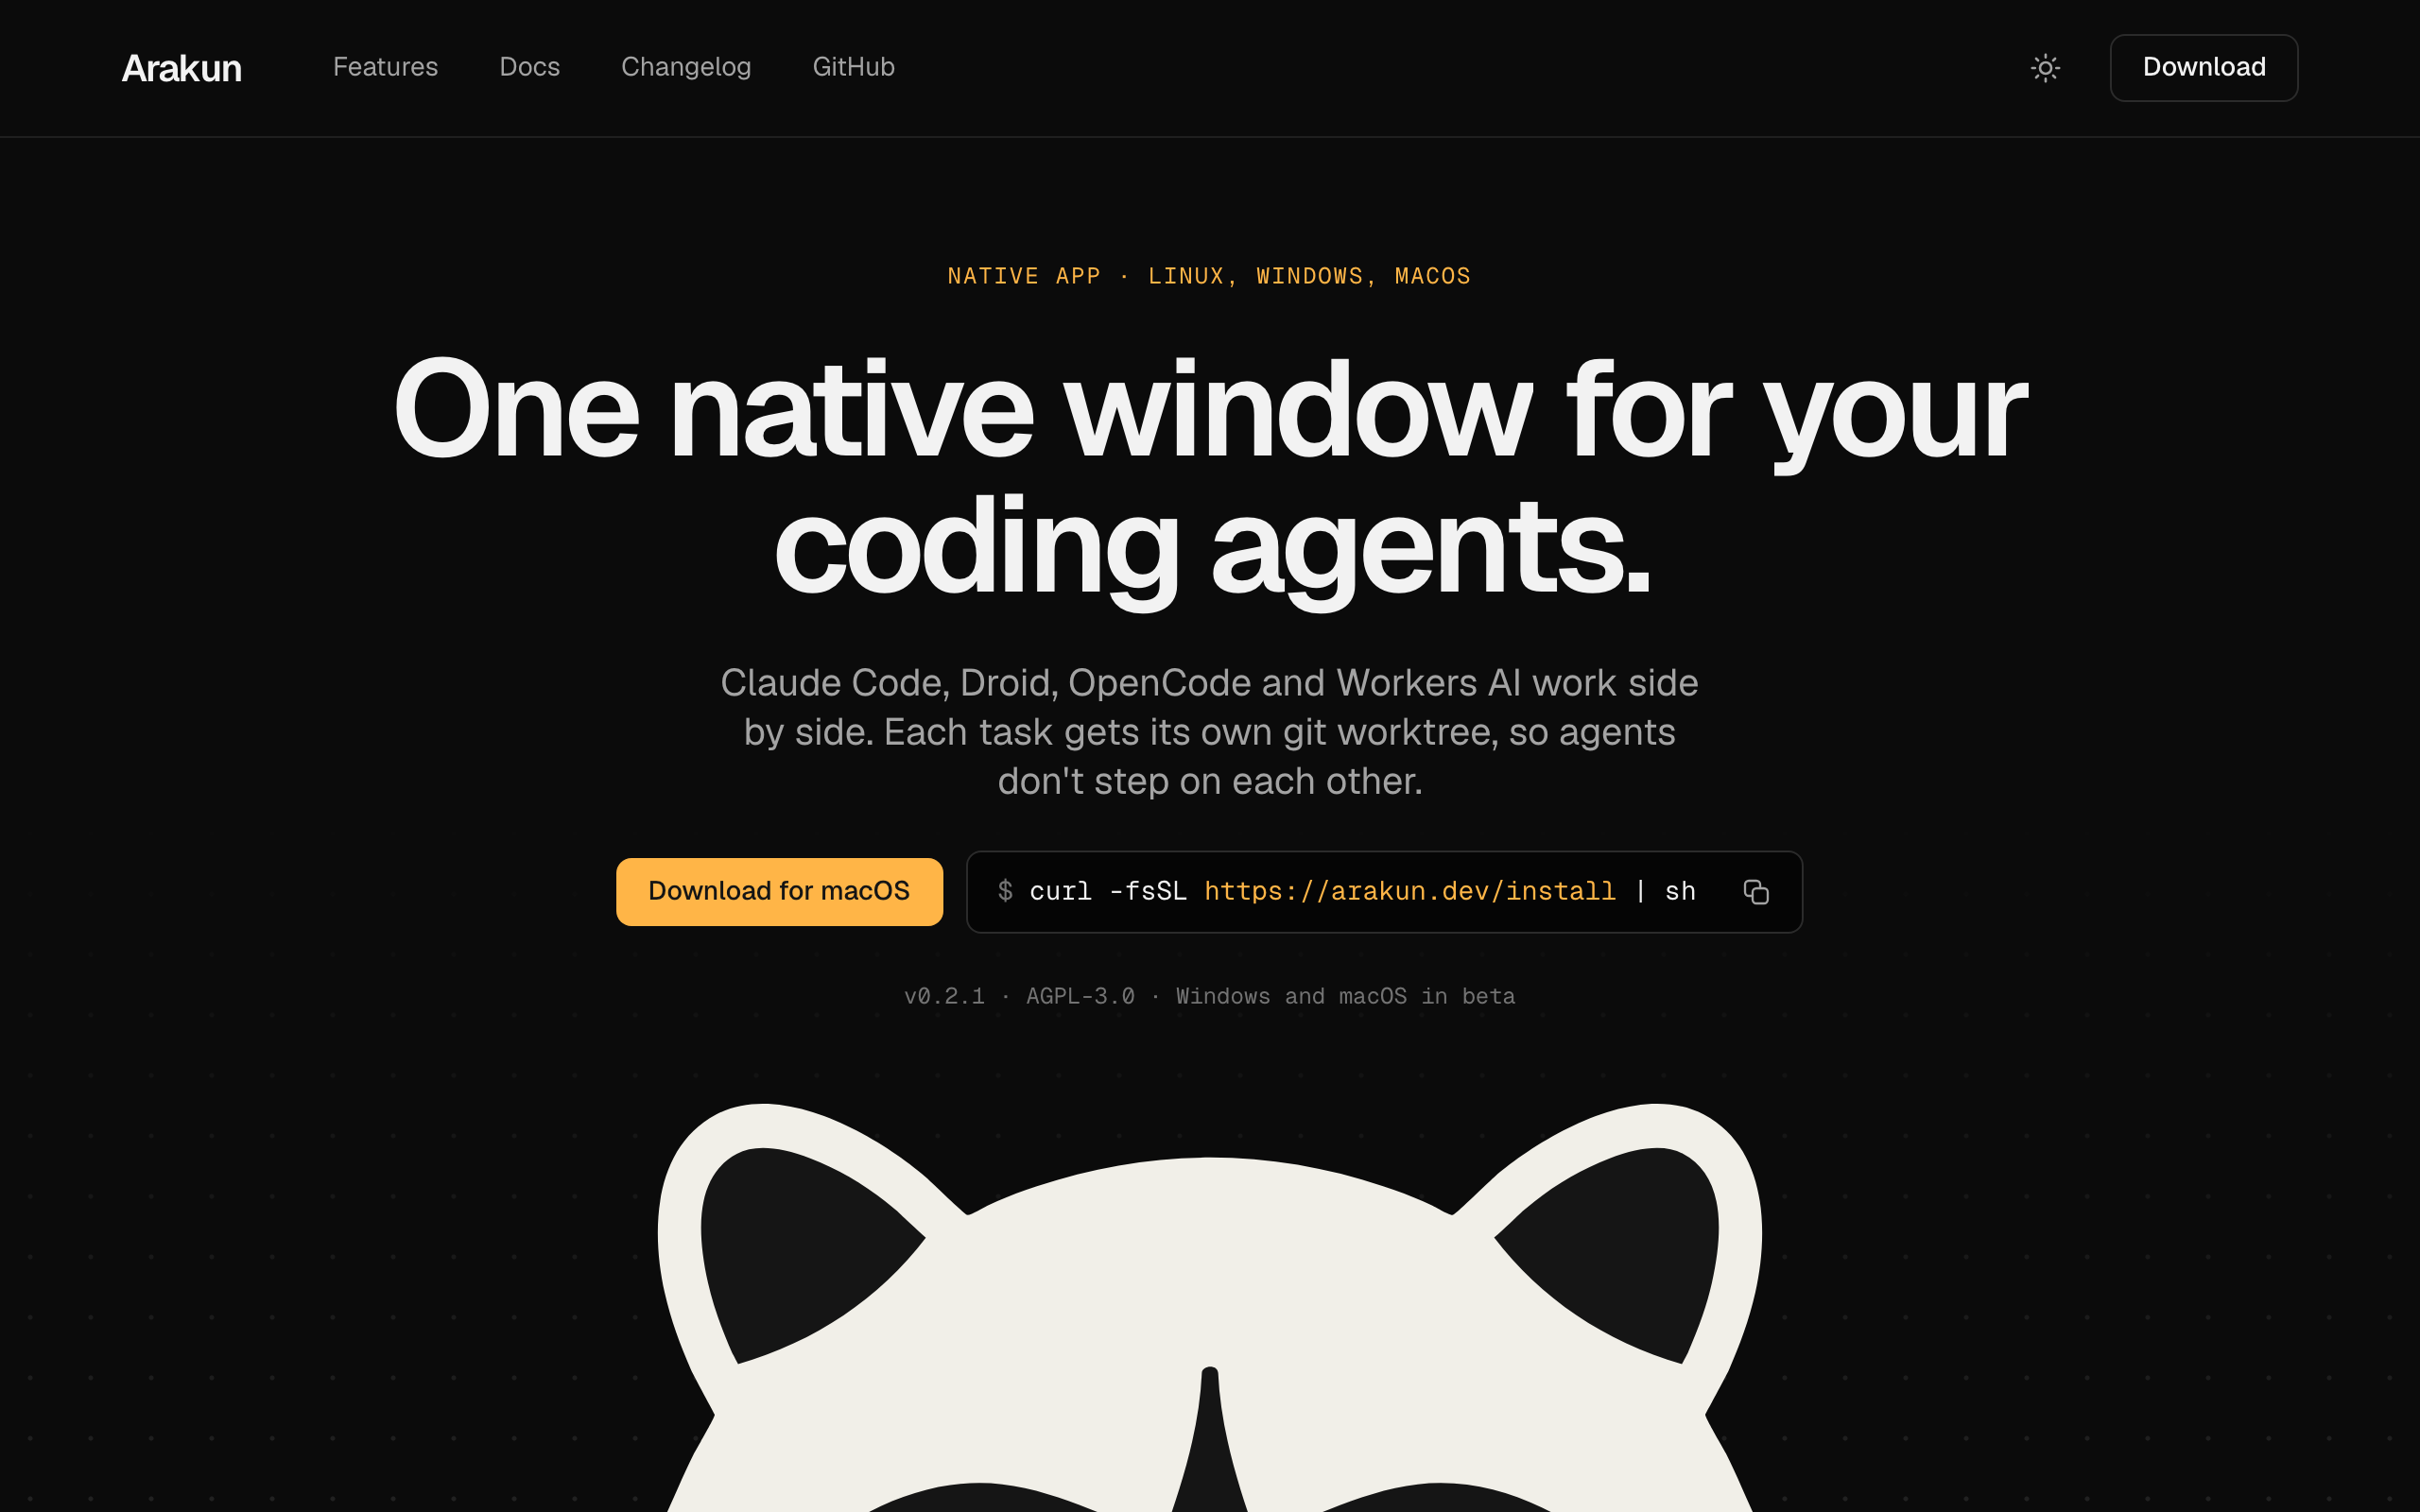 Arakun
Features
Docs
Changelog
GitHub
Download
NATIVE APP · LINUX, WINDOWS, MACOS
One native window for your
coding agents.
Claude Code, Droid, OpenCode and Workers AI work side
by side. Each task gets its own git worktree, so agents
don't step on each other.
Download for macOS
$ curl -fsSL https://arakun.dev/install | sh
v0.2.1 · AGPL-3.0 · Windows and macOS in beta